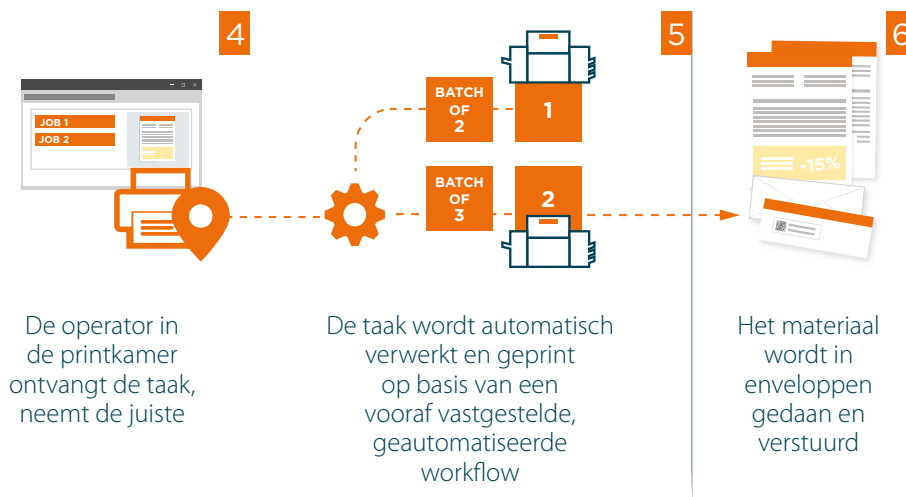 4
JOB 1
JOB 2
De operator in
de printkamer
ontvangt de taak,
neemt de juiste
5
BATCH
OF
2
1
BATCH
OF
3
2
De taak wordt automatisch
verwerkt en geprint
op basis van een
vooraf vastgestelde,
geautomatiseerde
workflow
6
-15%
Het materiaal
wordt in
enveloppen
gedaan en
verstuurd